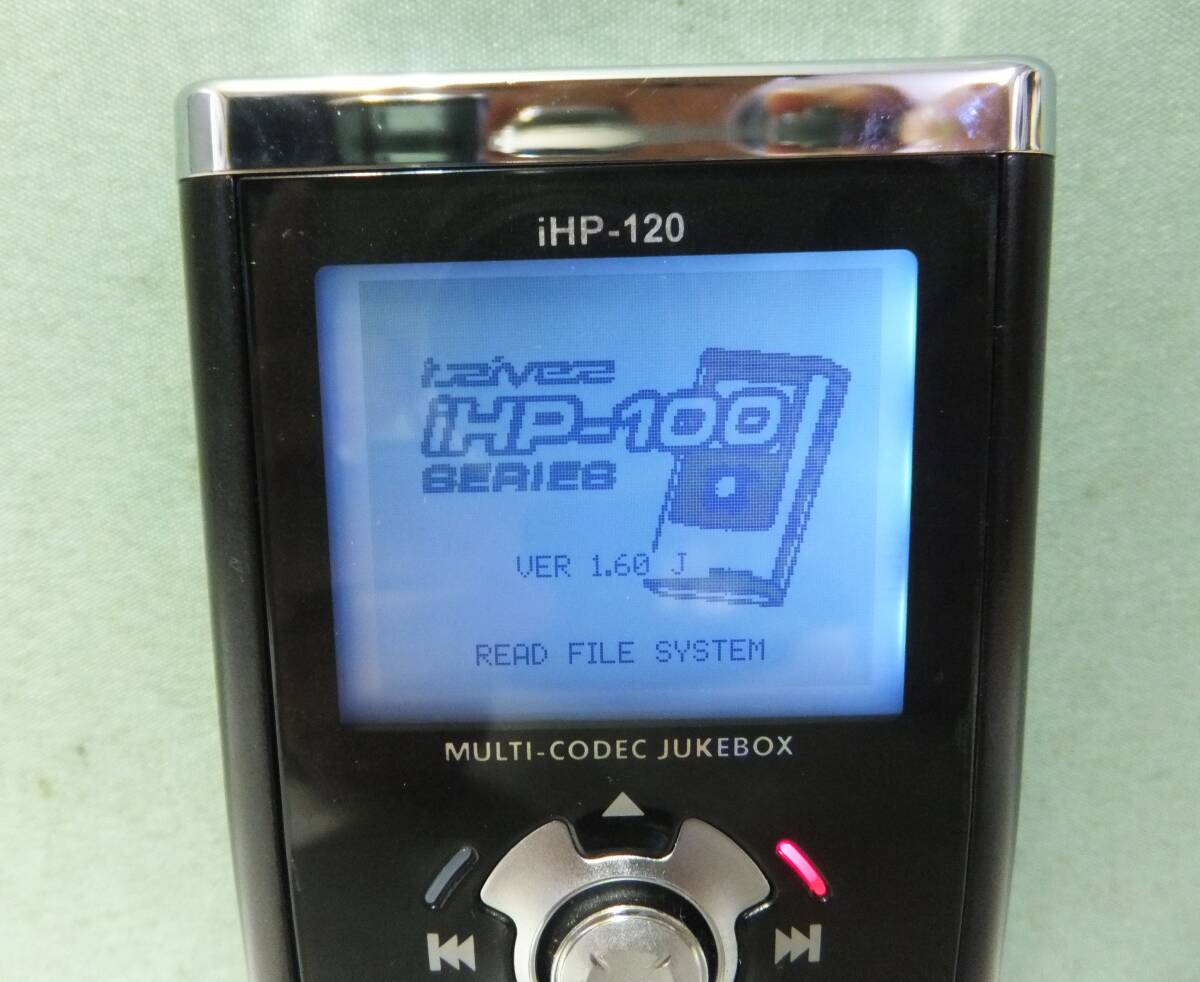 iHP-120
iRiver
iHP-100
SERIES
VER 1.60 J
READ FILE SYSTEM
MULTI-CODEC JUKEBOX